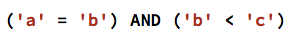 ('a' = 'b') AND ('b' < 'c')